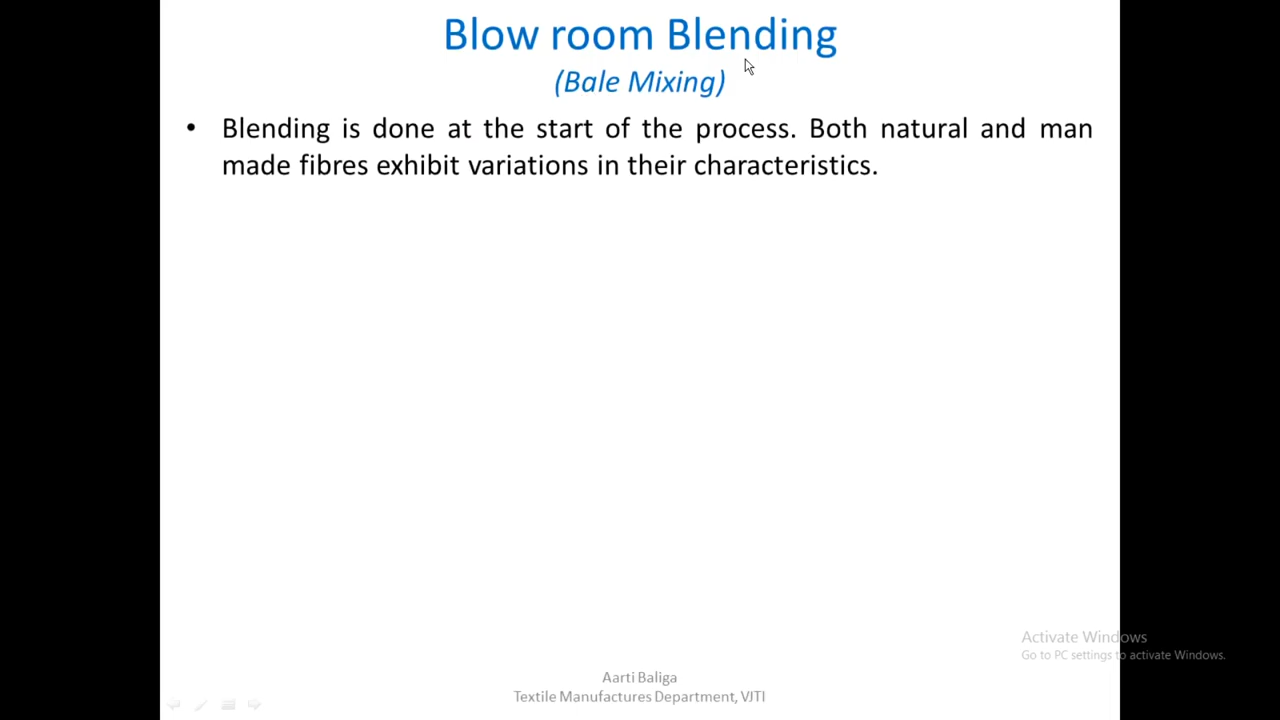 Blow room Blending
(Bale Mixing)
• Blending is done at the start of the process. Both natural and man
made fibres exhibit variations in their characteristics.
Activate Windows
Go to PC settings to activate Windows.
Aarti Baliga
Textile Manufactures Department, VJTI